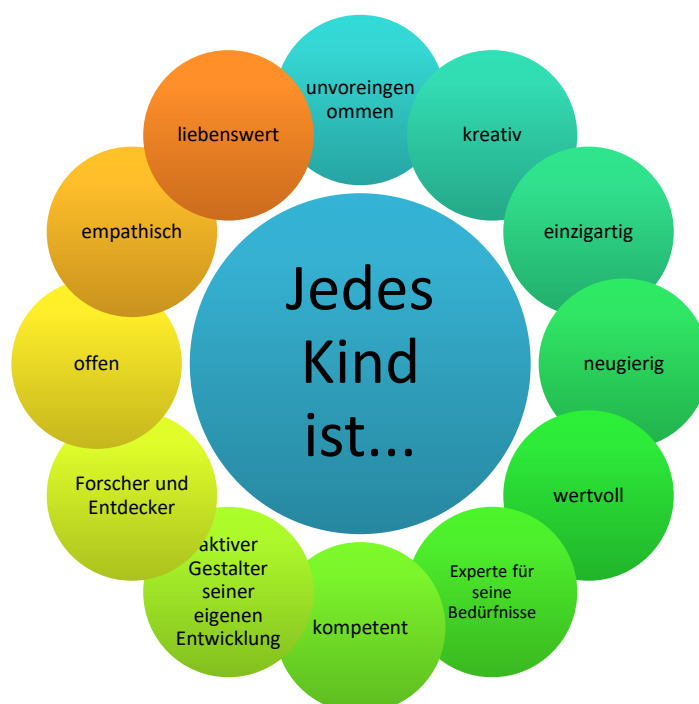 Jedes
Kind
ist...
unvoreingen
ommen
kreativ
einzigartig
neugierig
wertvoll
Experte für
seine
Bedürfnisse
kompetent
aktiver
Gestalter
seiner
eigenen
Entwicklung
Forscher und
Entdecker
offen
empathisch
liebenswert